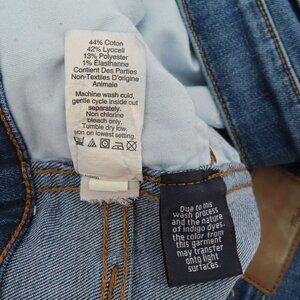 44% Coton
42% Lyocell
13% Polyester
1% Élasthanne
Contient Des Parties
Non-Textiles D'origine
Animale
Machine wash cold,
gentle cycle inside out
separately.
Non chlorine
bleach only.
Tumble dry low
iron on lowest setting.
Due to this
wash process
and the nature
of indigo dyes,
the color from
this garment
may transfer
onto light
surfaces.